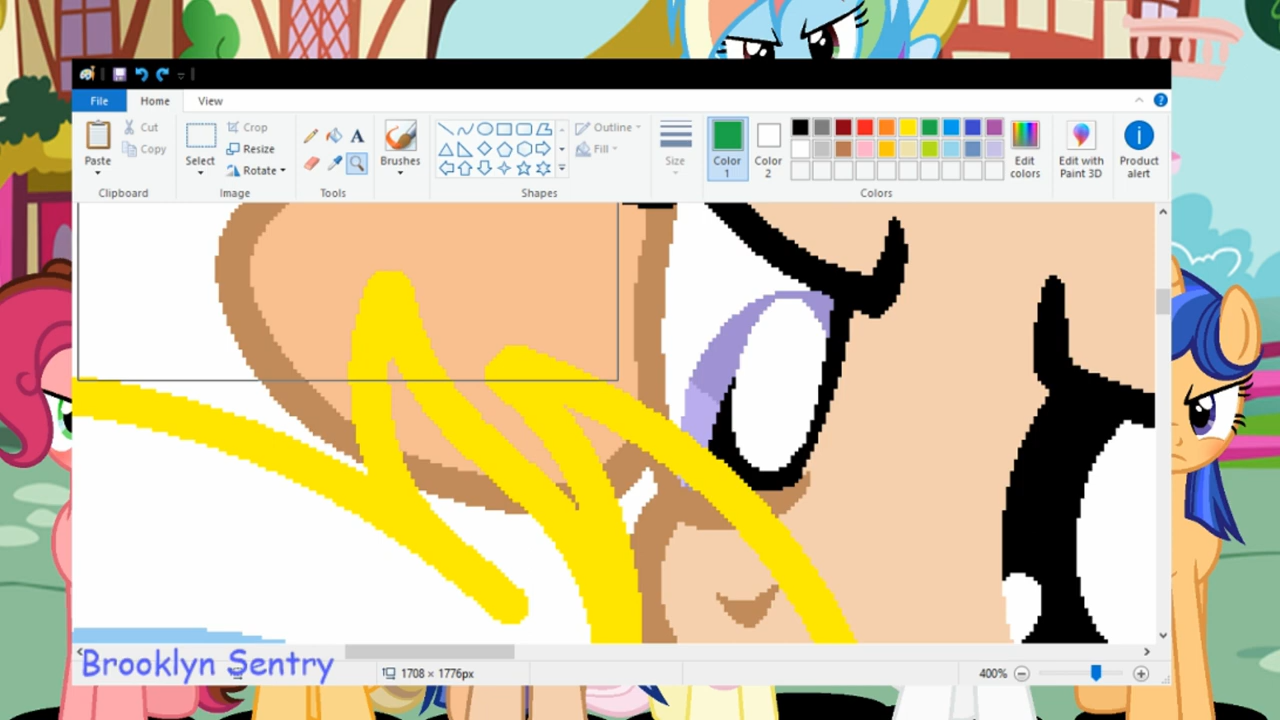 File Home View
Cut Crop Outline
Copy Resize Fill
Paste Select Rotate Brushes Size Color 1 Color 2 Edit colors Edit with Paint 3D Product alert
A
Clipboard Image Tools Shapes Colors
Brooklyn Sentry
1708 × 1776px 400%